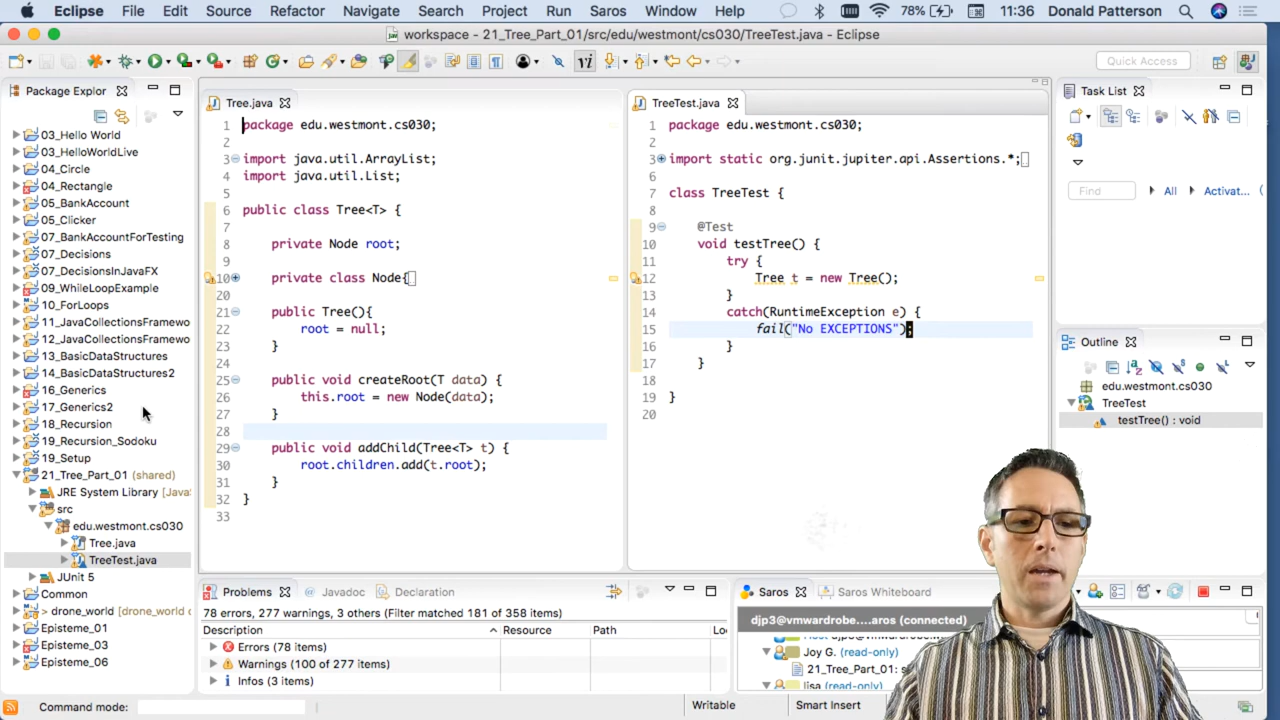 Eclipse File Edit Source Refactor Navigate Search Project Run Saros Window Help 78% 11:36 Donald Patterson
workspace - 21_Tree_Part_01/src/edu/westmont/cs030/TreeTest.java - Eclipse
Quick Access
Package Explor
03_Hello World
03_HelloWorldLive
04_Circle
04_Rectangle
05_BankAccount
05_Clicker
07_BankAccountForTesting
07_Decisions
07_DecisionsInJavaFX
09_WhileLoopExample
10_ForLoops
11_JavaCollectionsFramewo
12_JavaCollectionsFramewo
13_BasicDataStructures
14_BasicDataStructures2
16_Generics
17_Generics2
18_Recursion
19_Recursion_Sodoku
19_Setup
21_Tree_Part_01 (shared)
JRE System Library [Java
src
edu.westmont.cs030
Tree.java
TreeTest.java
JUnit 5
Common
> drone_world [drone_world c
Episteme_01
Episteme_03
Episteme_06
Tree.java
1 package edu.westmont.cs030;
2
3 import java.util.ArrayList;
4 import java.util.List;
5
6 public class Tree<T> {
7
8 private Node root;
9
10 private class Node{
20
21 public Tree(){
22 root = null;
23 }
24
25 public void createRoot(T data) {
26 this.root = new Node(data);
27 }
28
29 public void addChild(Tree<T> t) {
30 root.children.add(t.root);
31 }
32 }
33
TreeTest.java
1 package edu.westmont.cs030;
2
3 import static org.junit.jupiter.api.Assertions.*;
6
7 class TreeTest {
8
9 @Test
10 void testTree() {
11 try {
12 Tree t = new Tree();
13 }
14 catch(RuntimeException e) {
15 fail("No EXCEPTIONS");
16 }
17 }
18
19 }
20
Task List
Find All Activat...
Outline
edu.westmont.cs030
TreeTest
testTree() : void
Problems Javadoc Declaration
78 errors, 277 warnings, 3 others (Filter matched 181 of 358 items)
Description Resource Path Lo
Errors (78 items)
Warnings (100 of 277 items)
Infos (3 items)
Saros Saros Whiteboard
djp3@vmwardrobe....aros (connected)
Joy G. (read-only)
21_Tree_Part_01: s
lisa (read-only)
Command mode: Writable Smart Insert